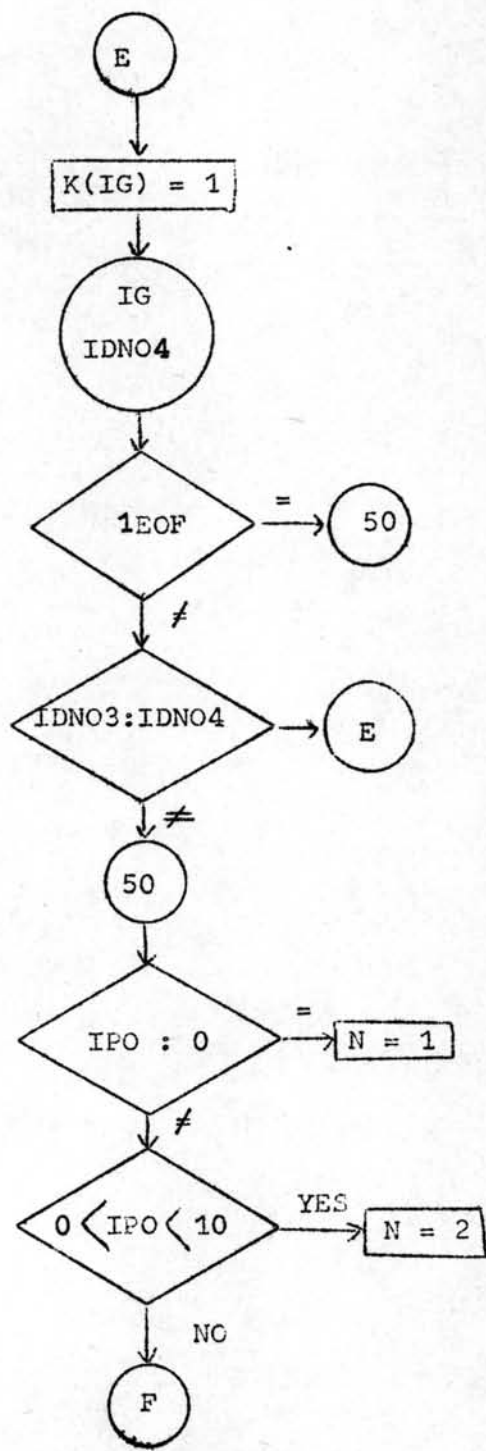 E
K(IG) = 1
IG
IDNO4
1EOF
=
50
≠
IDNO3:IDNO4
E
≠
50
IPO : 0
=
N = 1
≠
0 < IPO < 10
YES
N = 2
NO
F